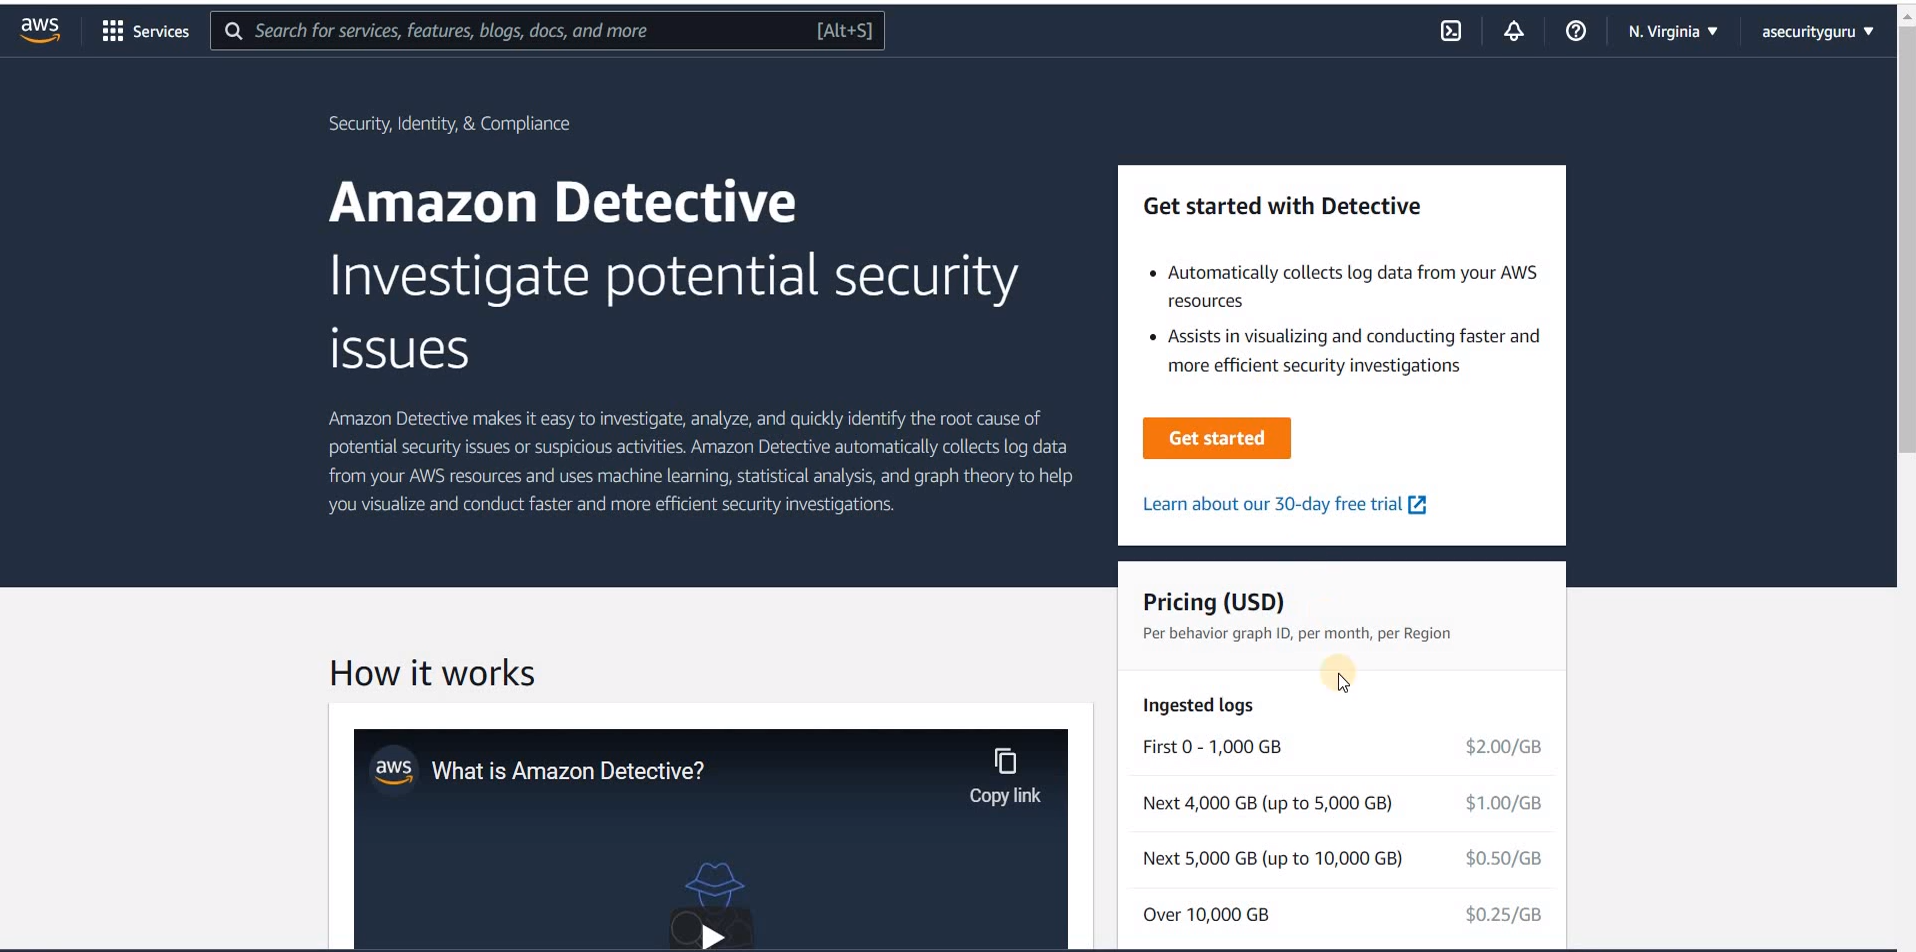 aws
Services
Search for services, features, blogs, docs, and more
[Alt+S]
N. Virginia
asecurityguru
Security, Identity, & Compliance
Amazon Detective
Investigate potential security
issues
Amazon Detective makes it easy to investigate, analyze, and quickly identify the root cause of
potential security issues or suspicious activities. Amazon Detective automatically collects log data
from your AWS resources and uses machine learning, statistical analysis, and graph theory to help
you visualize and conduct faster and more efficient security investigations.
Get started with Detective
• Automatically collects log data from your AWS
resources
• Assists in visualizing and conducting faster and
more efficient security investigations
Get started
Learn about our 30-day free trial
Pricing (USD)
Per behavior graph ID, per month, per Region
Ingested logs
First 0 - 1,000 GB $2.00/GB
Next 4,000 GB (up to 5,000 GB) $1.00/GB
Next 5,000 GB (up to 10,000 GB) $0.50/GB
Over 10,000 GB $0.25/GB
How it works
aws
What is Amazon Detective?
Copy link